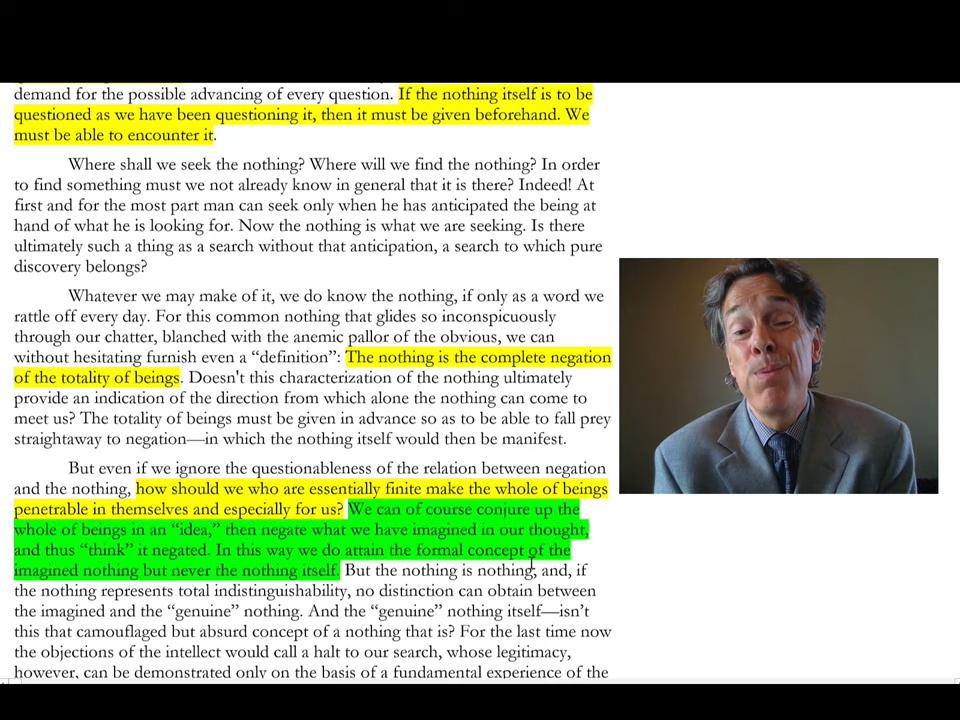 demand for the possible advancing of every question. If the nothing itself is to be
questioned as we have been questioning it, then it must be given beforehand. We
must be able to encounter it.
Where shall we seek the nothing? Where will we find the nothing? In order
to find something must we not already know in general that it is there? Indeed! At
first and for the most part man can seek only when he has anticipated the being at
hand of what he is looking for. Now the nothing is what we are seeking. Is there
ultimately such a thing as a search without that anticipation, a search to which pure
discovery belongs?
Whatever we may make of it, we do know the nothing, if only as a word we
rattle off every day. For this common nothing that glides so inconspicuously
through our chatter, blanched with the anemic pallor of the obvious, we can
without hesitating furnish even a “definition”: The nothing is the complete negation
of the totality of beings. Doesn't this characterization of the nothing ultimately
provide an indication of the direction from which alone the nothing can come to
meet us? The totality of beings must be given in advance so as to be able to fall prey
straightaway to negation—in which the nothing itself would then be manifest.
But even if we ignore the questionableness of the relation between negation
and the nothing, how should we who are essentially finite make the whole of beings
penetrable in themselves and especially for us? We can of course conjure up the
whole of beings in an “idea,” then negate what we have imagined in our thought,
and thus “think” it negated. In this way we do attain the formal concept of the
imagined nothing but never the nothing itself. But the nothing is nothing, and, if
the nothing represents total indistinguishability, no distinction can obtain between
the imagined and the “genuine” nothing. And the “genuine” nothing itself—isn’t
this that camouflaged but absurd concept of a nothing that is? For the last time now
the objections of the intellect would call a halt to our search, whose legitimacy,
however, can be demonstrated only on the basis of a fundamental experience of the